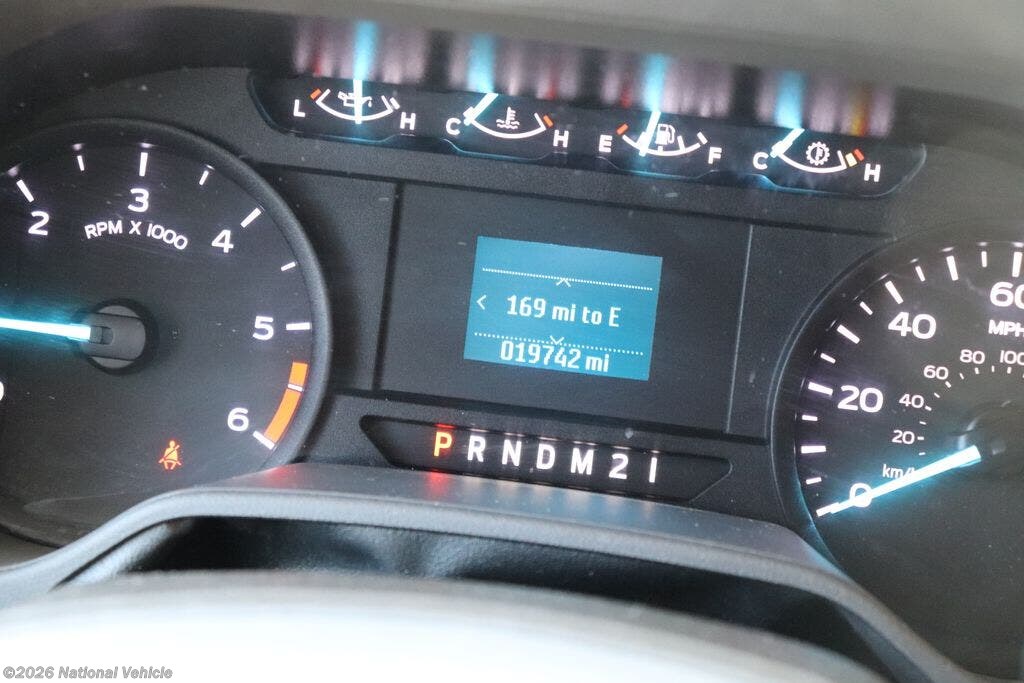 L H C H E F C H
2 3 4 5 6
RPM X 1000
169 mi to E
019742 mi
P R N D M 2 1
0 20 40 60
MPH
20 40 60 80 100
©2026 National Vehicle